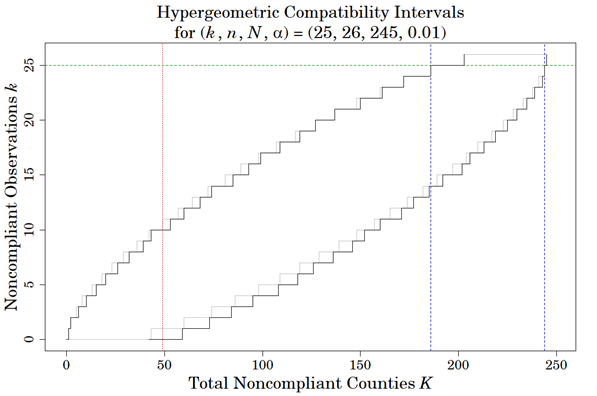 Hypergeometric Compatibility Intervals
for (k, n, N, α) = (25, 26, 245, 0.01)
Noncompliant Observations k
25
20
15
10
5
0
0 50 100 150 200 250
Total Noncompliant Counties K